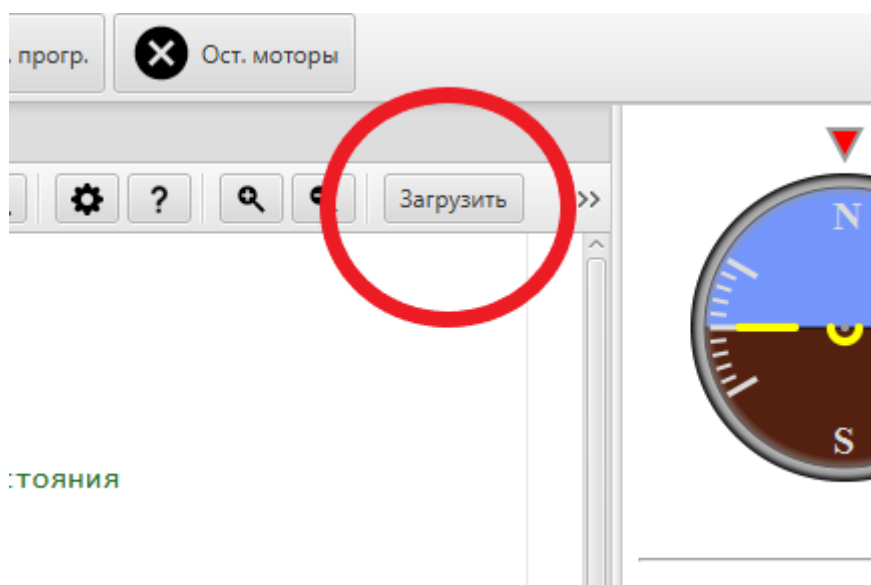 . прогр.
Ост. моторы
?
Загрузить
>>
N
S
стояния